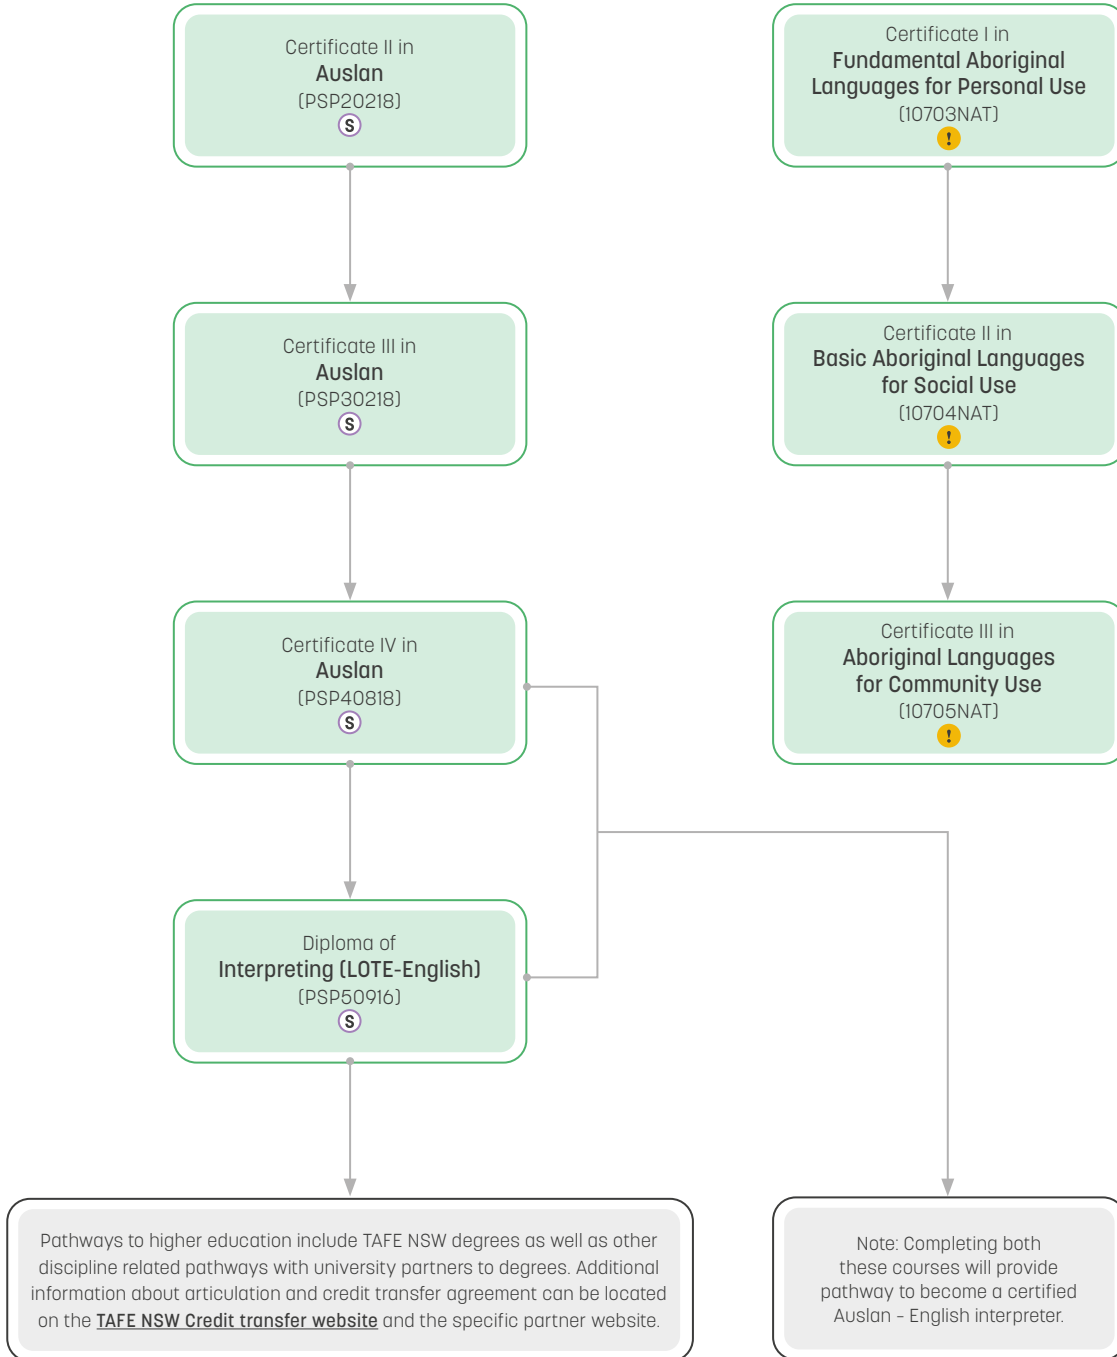 Certificate II in
Auslan
(PSP20218)
S
Certificate III in
Auslan
(PSP30218)
S
Certificate IV in
Auslan
(PSP40818)
S
Diploma of
Interpreting (LOTE-English)
(PSP50916)
S
Pathways to higher education include TAFE NSW degrees as well as other
discipline related pathways with university partners to degrees. Additional
information about articulation and credit transfer agreement can be located
on the TAFE NSW Credit transfer website and the specific partner website.
Certificate I in
Fundamental Aboriginal
Languages for Personal Use
(10703NAT)
!
Certificate II in
Basic Aboriginal Languages
for Social Use
(10704NAT)
!
Certificate III in
Aboriginal Languages
for Community Use
(10705NAT)
!
Note: Completing both
these courses will provide
pathway to become a certified
Auslan – English interpreter.